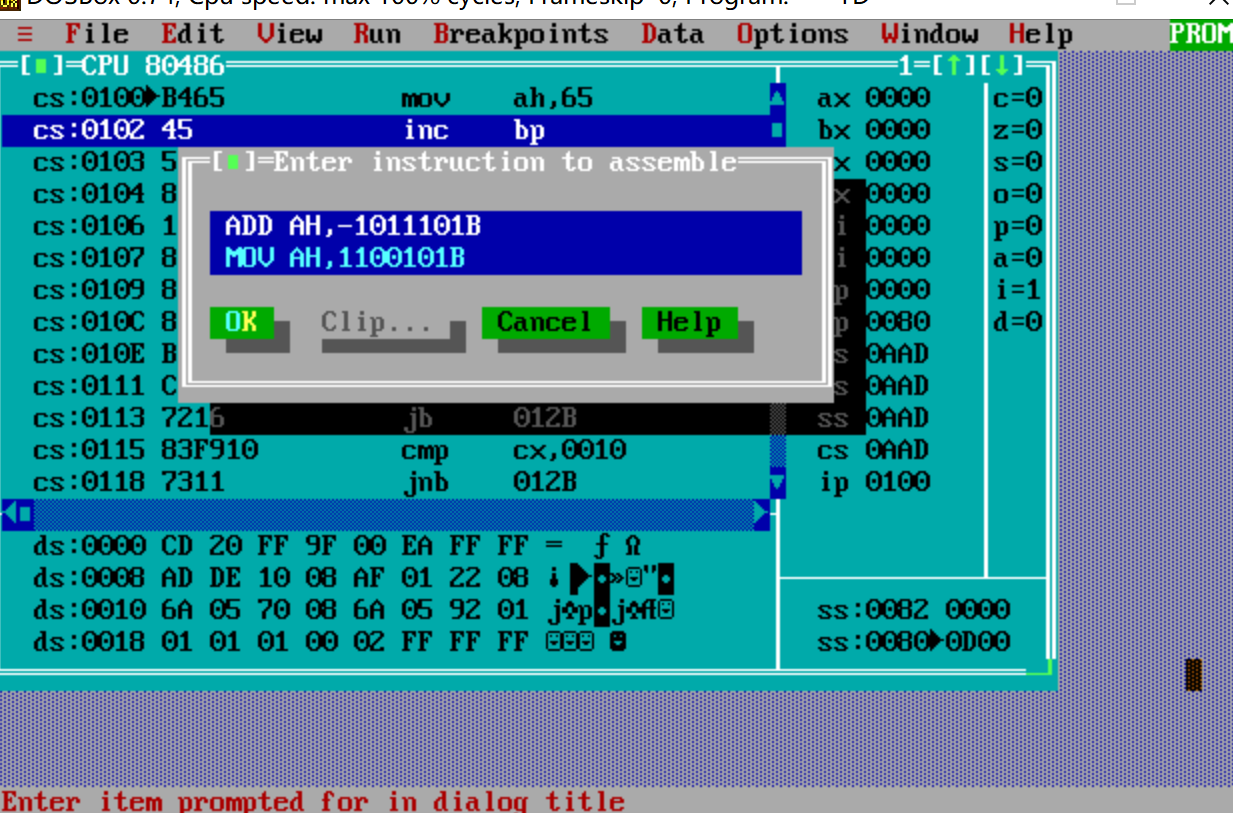 DOSBox 0.74, Cpu speed: max 100% cycles, Frameskip 0, Program: TD
≡ File Edit View Run Breakpoints Data Options Window Help PROM
=[■]=CPU 80486 1=[↑][↓]=
cs:0100►B465 mov ah,65 ax 0000 c=0
cs:0102 45 inc bp bx 0000 z=0
cs:0103 5 x 0000 s=0
cs:0104 8 x 0000 o=0
cs:0106 1 i 0000 p=0
cs:0107 8 i 0000 a=0
cs:0109 8 p 0000 i=1
cs:010C 8 p 0080 d=0
cs:010E B s 0AAD
cs:0111 C s 0AAD
[■]=Enter instruction to assemble
ADD AH,-1011101B
MOV AH,1100101B
OK Clip... Cancel Help
cs:0113 7216 jb 012B ss 0AAD
cs:0115 83F910 cmp cx,0010 cs 0AAD
cs:0118 7311 jnb 012B ip 0100
ds:0000 CD 20 FF 9F 00 EA FF FF = ƒ Ω
ds:0008 AD DE 10 08 AF 01 22 08
ds:0010 6A 05 70 08 6A 05 92 01 ss:0082 0000
ds:0018 01 01 01 00 02 FF FF FF ss:0080►0D00
Enter item prompted for in dialog title